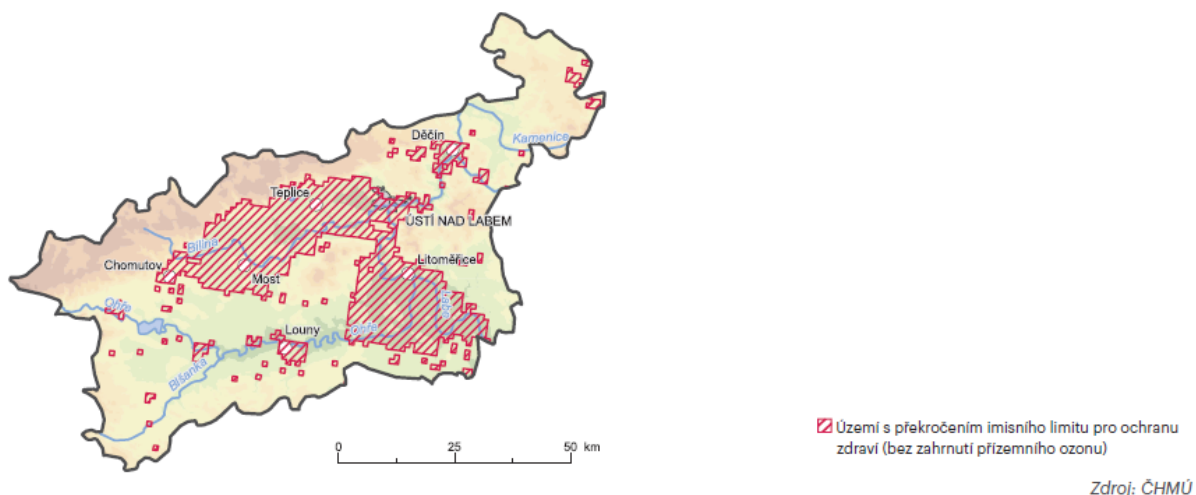 Kamenice
Děčín
Teplice
ÚSTÍ NAD LABEM
Bílina
Chomutov
Most
Litoměřice
Ohře
Labe
Louny
Ohře
Blšanka
0 25 50 km
Území s překročením imisního limitu pro ochranu
zdraví (bez zahrnutí přízemního ozonu)
Zdroj: ČHMÚ